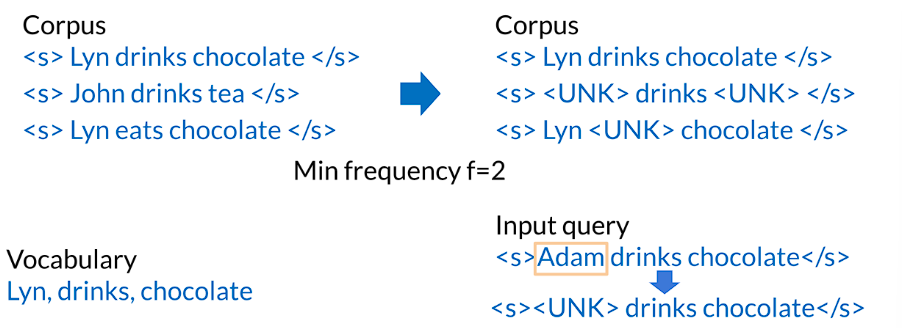 Corpus
<s> Lyn drinks chocolate </s>
<s> John drinks tea </s>
<s> Lyn eats chocolate </s>
Corpus
<s> Lyn drinks chocolate </s>
<s> <UNK> drinks <UNK> </s>
<s> Lyn <UNK> chocolate </s>
Min frequency f=2
Vocabulary
Lyn, drinks, chocolate
Input query
<s>Adam drinks chocolate</s>
<s><UNK> drinks chocolate</s>